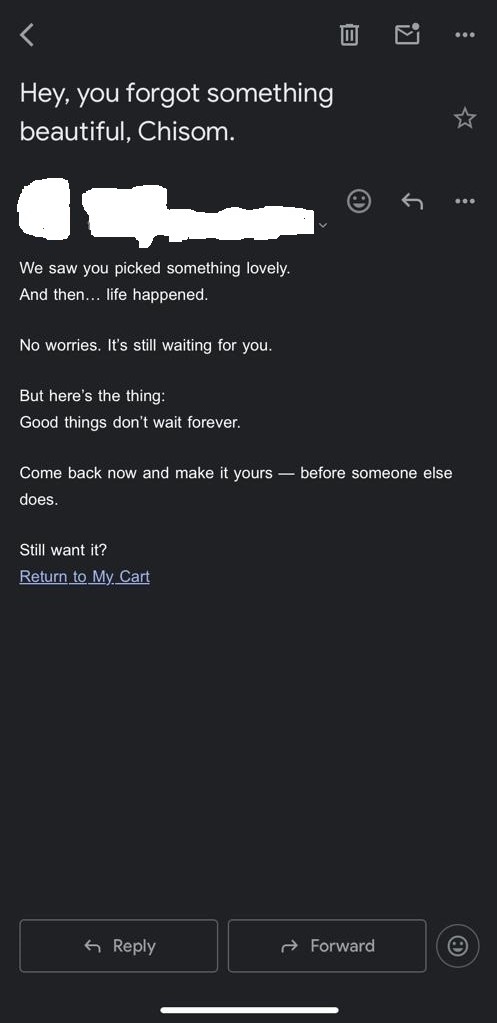 Hey, you forgot something
beautiful, Chisom.
We saw you picked something lovely.
And then… life happened.
No worries. It's still waiting for you.
But here's the thing:
Good things don't wait forever.
Come back now and make it yours — before someone else
does.
Still want it?
Return to My Cart
Reply
Forward